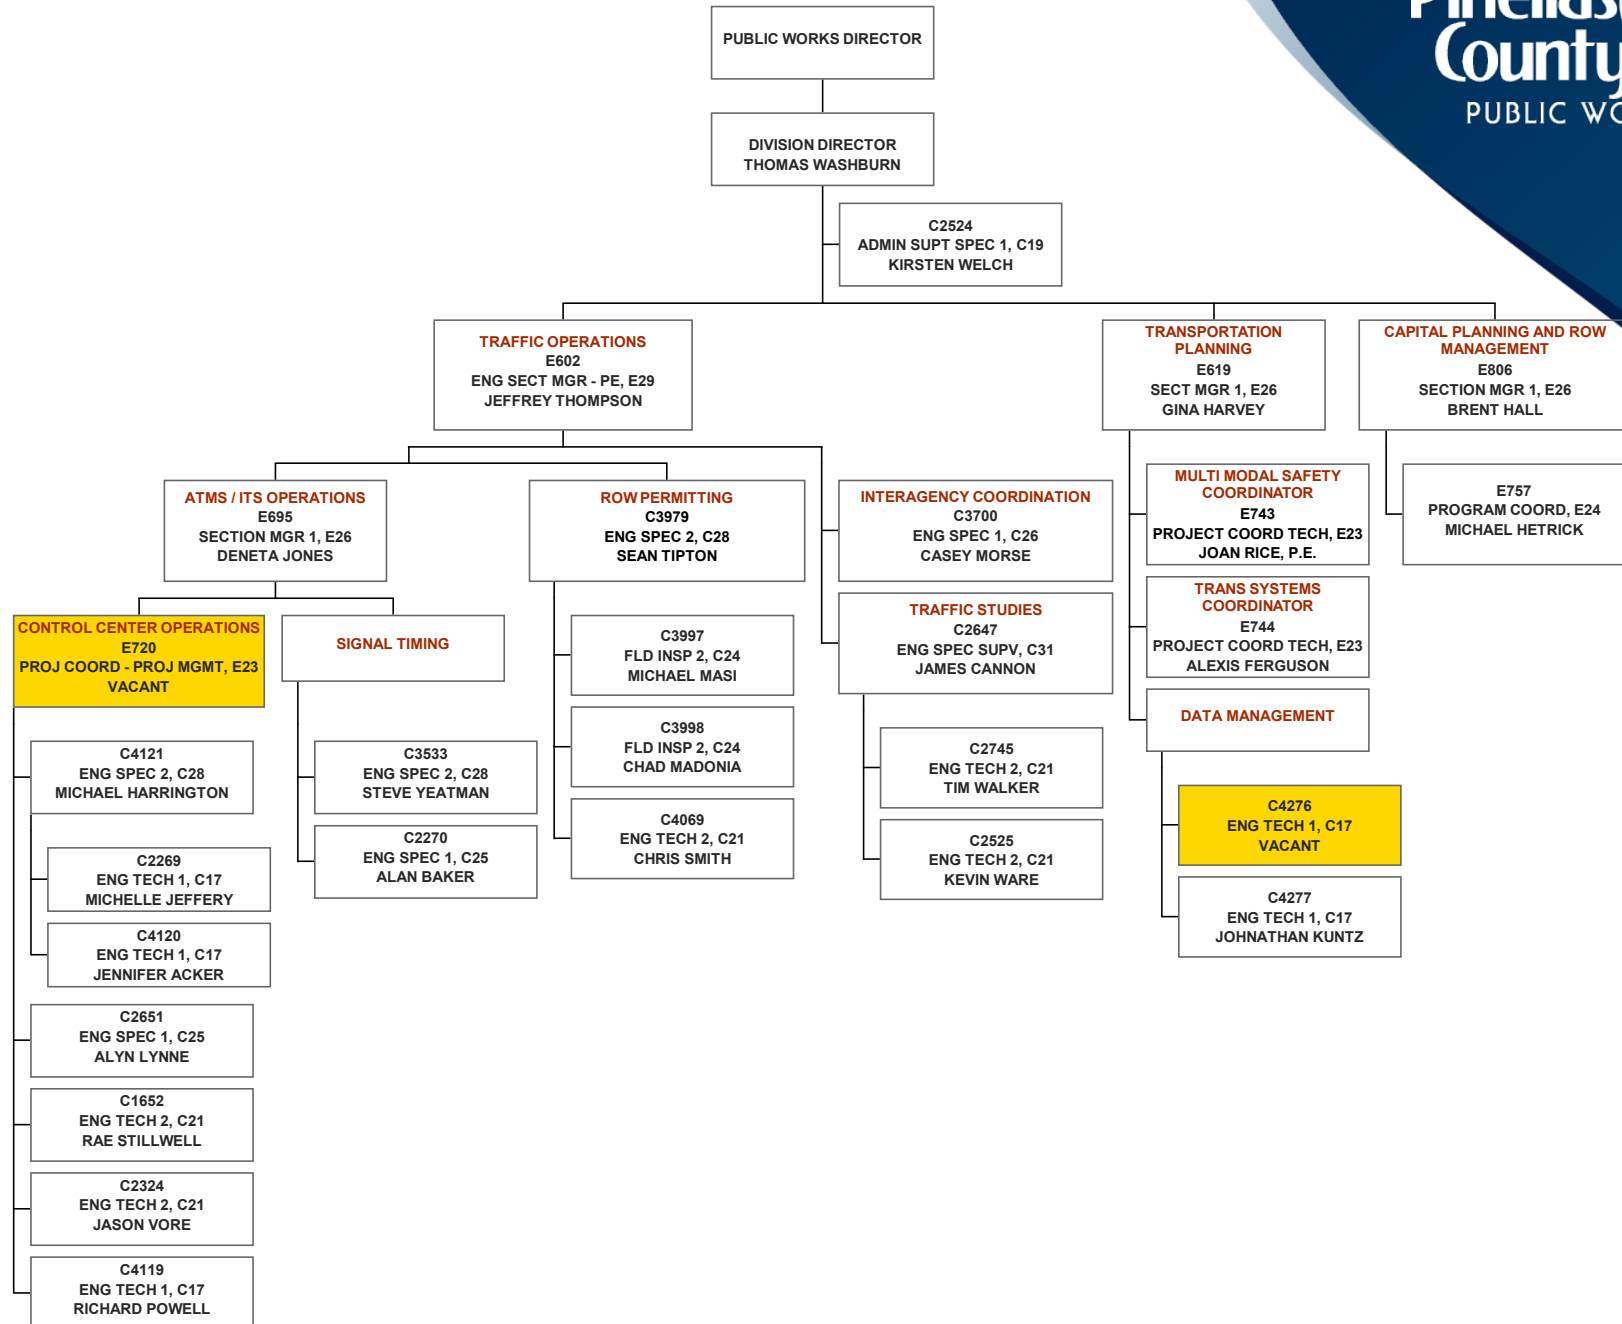 County
PUBLIC
PUBLIC WORKS DIRECTOR
DIVISION DIRECTOR
THOMAS WASHBURN
C2524
ADMIN SUPT SPEC 1, C19
KIRSTEN WELCH
TRAFFIC OPERATIONS
E602
ENG SECT MGR - PE, E29
JEFFREY THOMPSON
TRANSPORTATION
PLANNING
E619
SECT MGR 1, E26
GINA HARVEY
CAPITAL PLANNING AND ROW
MANAGEMENT
E806
SECTION MGR 1, E26
BRENT HALL
ATMS / ITS OPERATIONS
E695
SECTION MGR 1, E26
DENETA JONES
ROW PERMITTING
C3979
ENG SPEC 2, C28
SEAN TIPTON
INTERAGENCY COORDINATION
C3700
ENG SPEC 1, C26
CASEY MORSE
TRAFFIC STUDIES
C2647
ENG SPEC SUPV, C31
JAMES CANNON
MULTI MODAL SAFETY
COORDINATOR
E743
PROJECT COORD TECH, E23
JOAN RICE, P.E.
TRANS SYSTEMS
COORDINATOR
E744
PROJECT COORD TECH, E23
ALEXIS FERGUSON
DATA MANAGEMENT
E757
PROGRAM COORD, E24
MICHAEL HETRICK
CONTROL CENTER OPERATIONS
E720
PROJ COORD - PROJ MGMT, E23
VACANT
SIGNAL TIMING
C3997
FLD INSP 2, C24
MICHAEL MASI
C3998
FLD INSP 2, C24
CHAD MADONIA
C4069
ENG TECH 2, C21
CHRIS SMITH
C2745
ENG TECH 2, C21
TIM WALKER
C2525
ENG TECH 2, C21
KEVIN WARE
C4276
ENG TECH 1, C17
VACANT
C4277
ENG TECH 1, C17
JOHNATHAN KUNTZ
C4121
ENG SPEC 2, C28
MICHAEL HARRINGTON
C3533
ENG SPEC 2, C28
STEVE YEATMAN
C2270
ENG SPEC 1, C25
ALAN BAKER
C2269
ENG TECH 1, C17
MICHELLE JEFFERY
C4120
ENG TECH 1, C17
JENNIFER ACKER
C2651
ENG SPEC 1, C25
ALYN LYNNE
C1652
ENG TECH 2, C21
RAE STILLWELL
C2324
ENG TECH 2, C21
JASON VORE
C4119
ENG TECH 1, C17
RICHARD POWELL